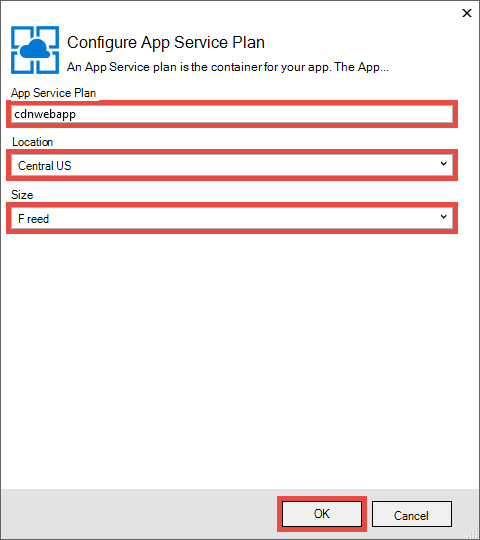 Configure App Service Plan
An App Service plan is the container for your app. The App...
App Service Plan
cdnwebapp
Location
Central US
Size
F reed
OK
Cancel